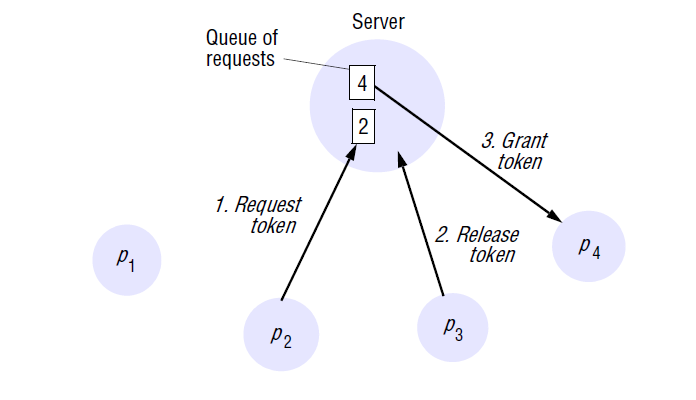 Server
Queue of
requests
4
2
3. Grant
token
1. Request
token
2. Release
token
p1
p2
p3
p4